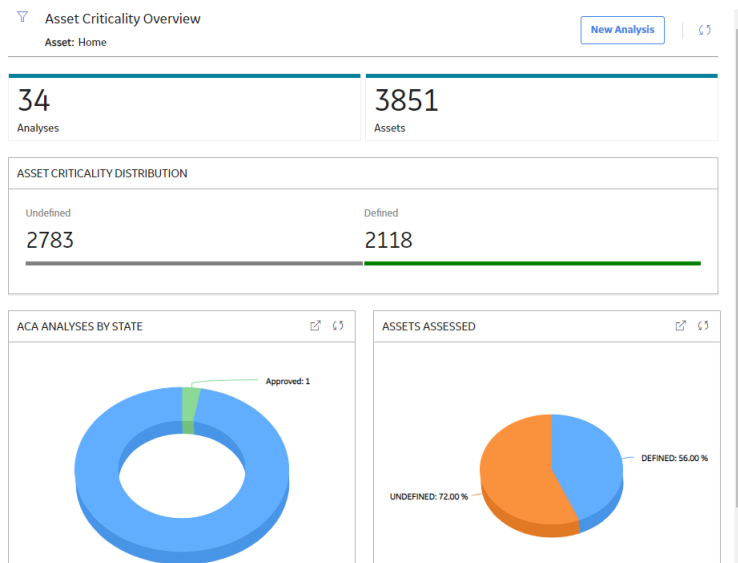 Asset Criticality Overview
Asset: Home
New Analysis
34
Analyses
3851
Assets
ASSET CRITICALITY DISTRIBUTION
Undefined
Defined
2783
2118
ACA ANALYSES BY STATE
ASSETS ASSESSED
Approved: 1
DEFINED: 56.00 %
UNDEFINED: 72.00 %